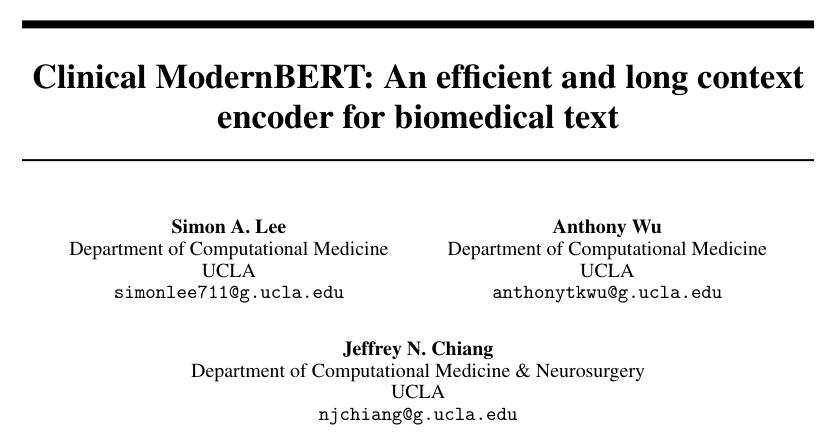 Clinical ModernBERT: An efficient and long context
encoder for biomedical text
Simon A. Lee
Department of Computational Medicine
UCLA
simonlee711@g.ucla.edu
Anthony Wu
Department of Computational Medicine
UCLA
anthonytkwu@g.ucla.edu
Jeffrey N. Chiang
Department of Computational Medicine & Neurosurgery
UCLA
njchiang@g.ucla.edu